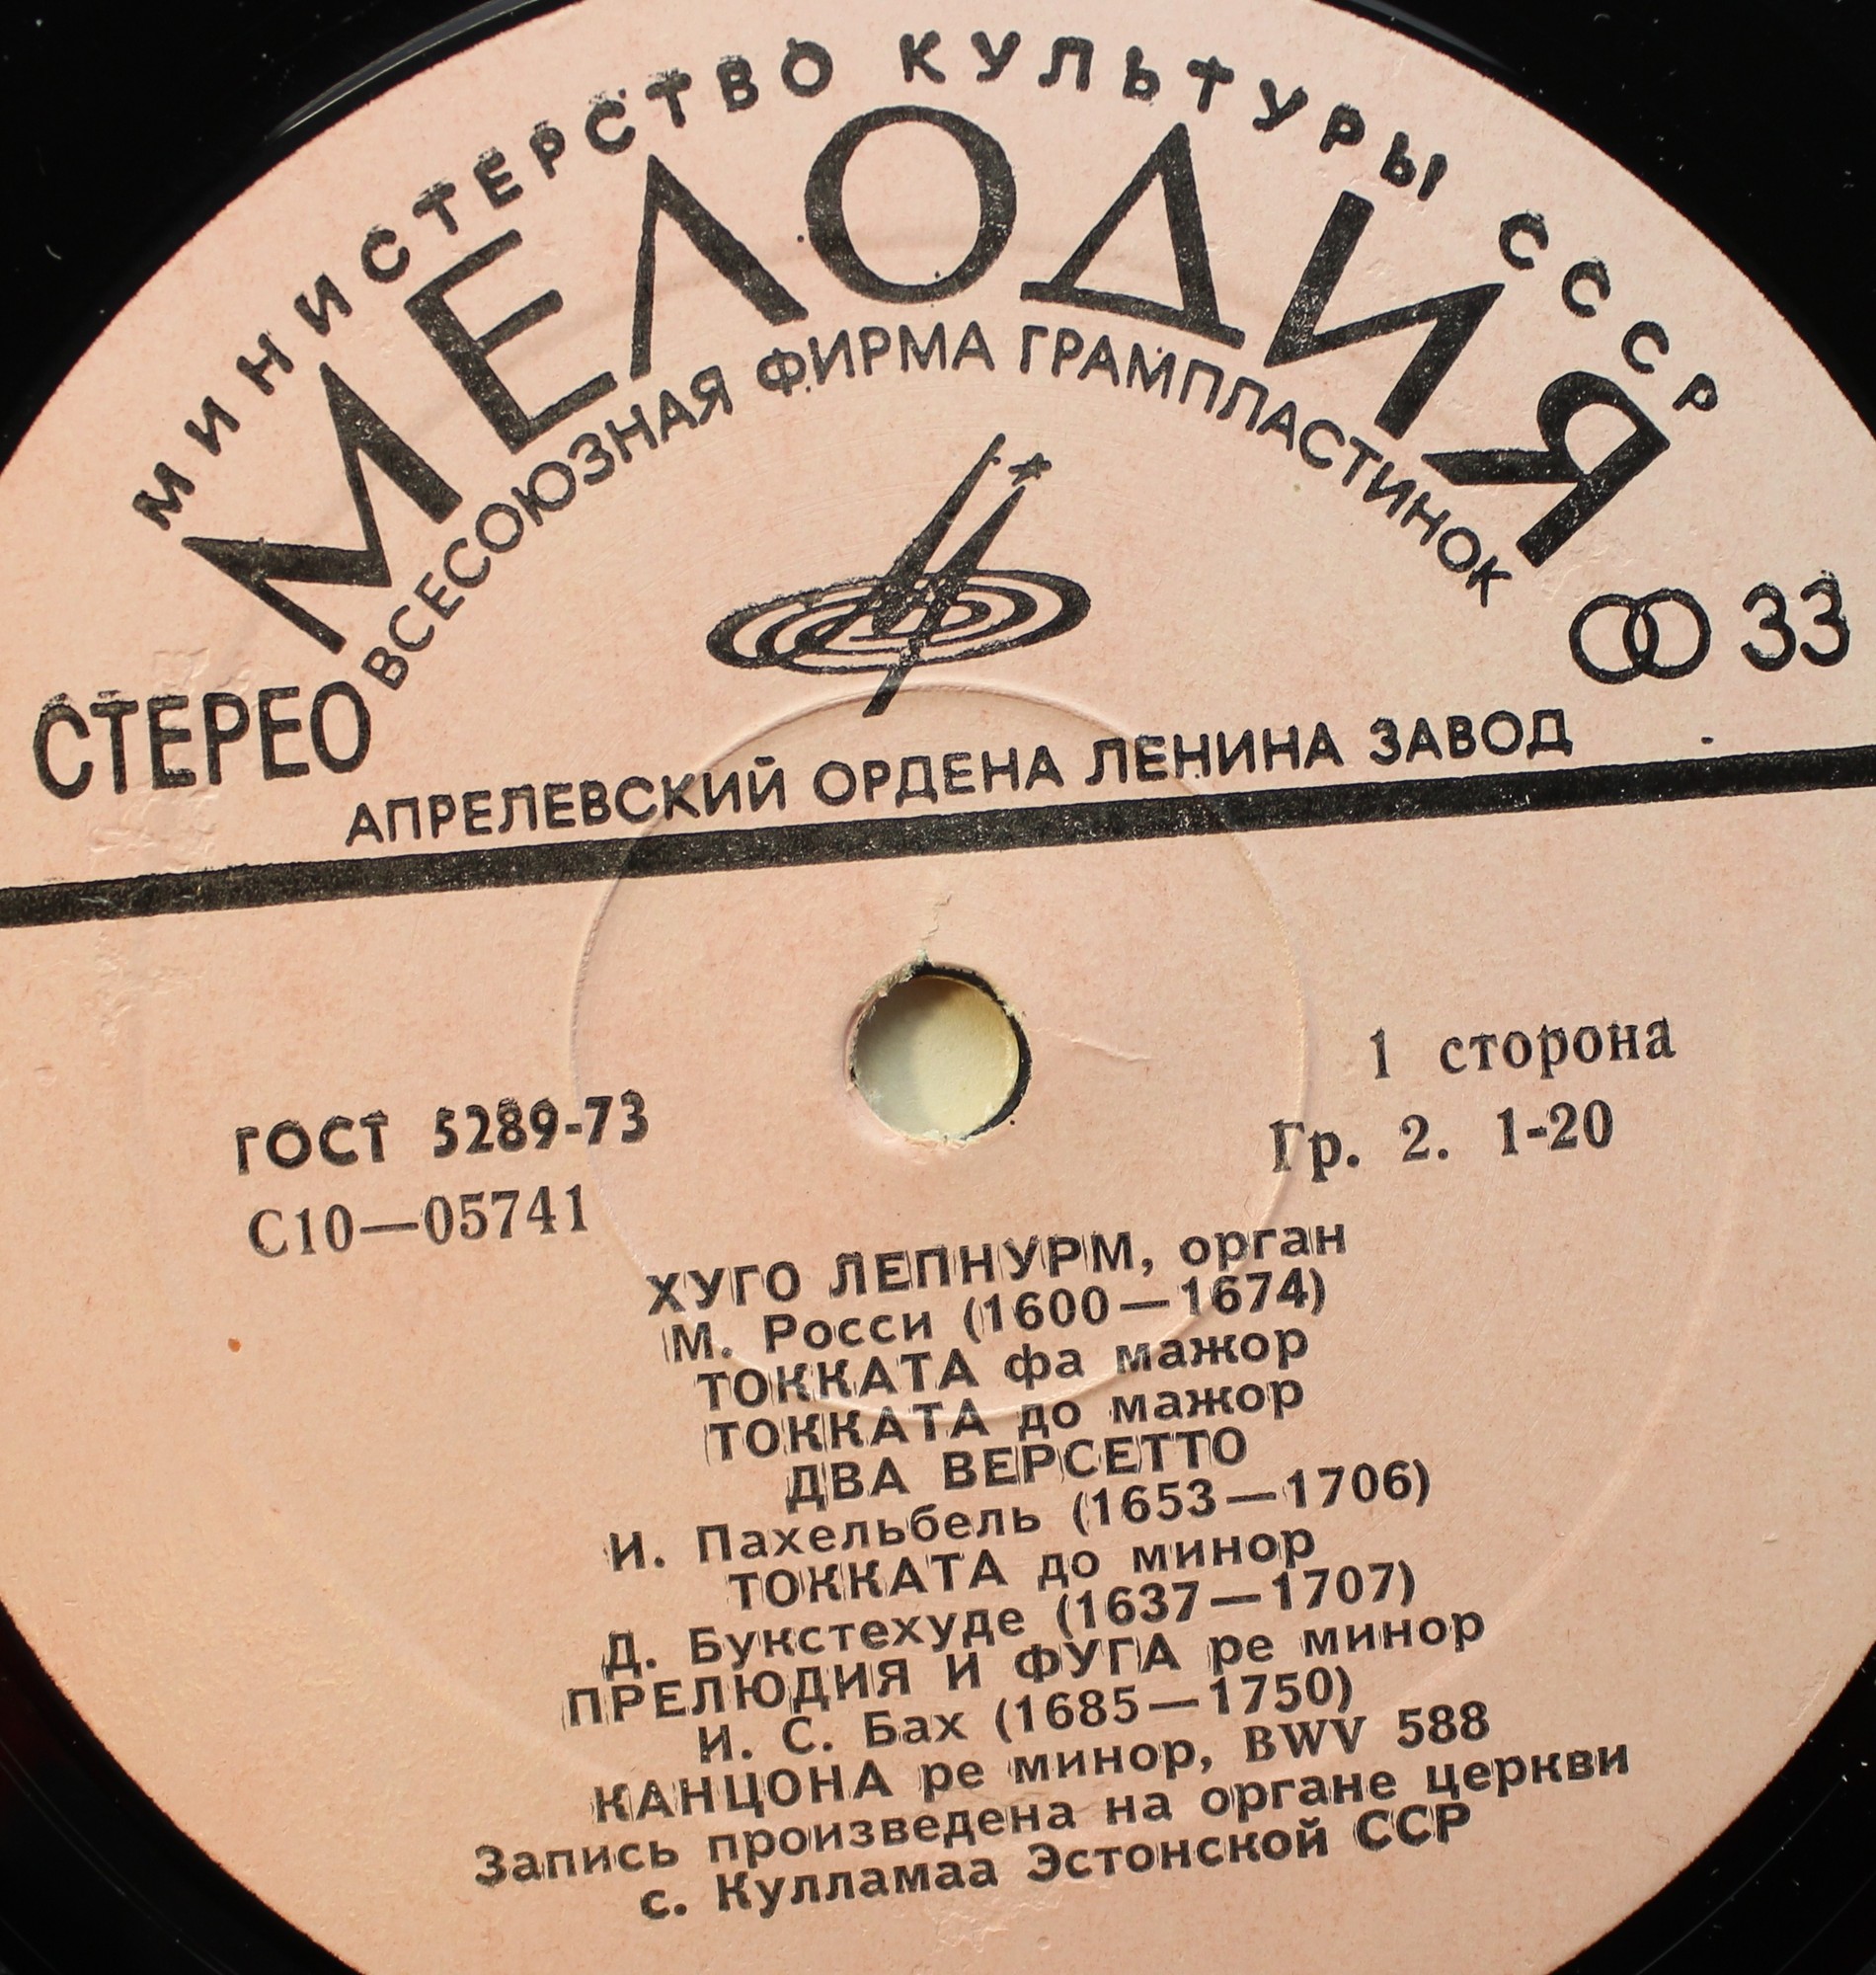 МИНИСТЕРСТВО КУЛЬТУРЫ СССР
МЕЛОДИЯ
ВСЕСОЮЗНАЯ ФИРМА ГРАМПЛАСТИНОК
СТЕРЕО
33
АПРЕЛЕВСКИЙ ОРДЕНА ЛЕНИНА ЗАВОД
ГОСТ 5289-73
С10—05741
1 сторона
Гр. 2. 1-20
ХУГО ЛЕПНУРМ, орган
М. Росси (1600—1674)
ТОККАТА фа мажор
ТОККАТА до мажор
ДВА ВЕРСЕТТО
И. Пахельбель (1653—1706)
ТОККАТА до минор
Д. Букстехуде (1637—1707)
ПРЕЛЮДИЯ И ФУГА ре минор
И. С. Бах (1685—1750)
КАНЦОНА ре минор, BWV 588
Запись произведена на органе церкви
с. Кулламаа Эстонской ССР